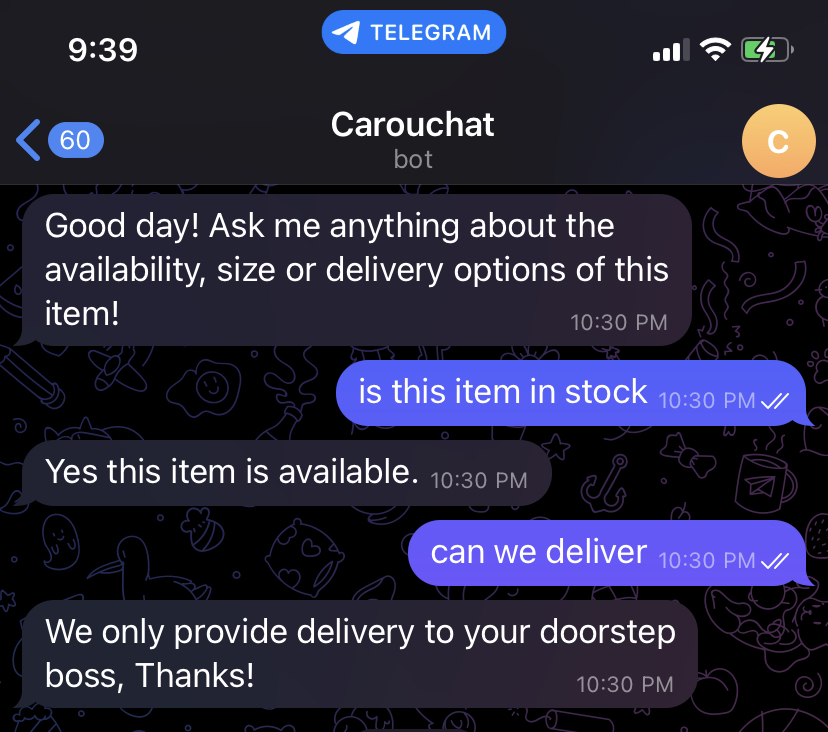 9:39
TELEGRAM
60
Carouchat
bot
C
Good day! Ask me anything about the
availability, size or delivery options of this
item!
10:30 PM
is this item in stock 10:30 PM
Yes this item is available. 10:30 PM
can we deliver 10:30 PM
We only provide delivery to your doorstep
boss, Thanks!
10:30 PM